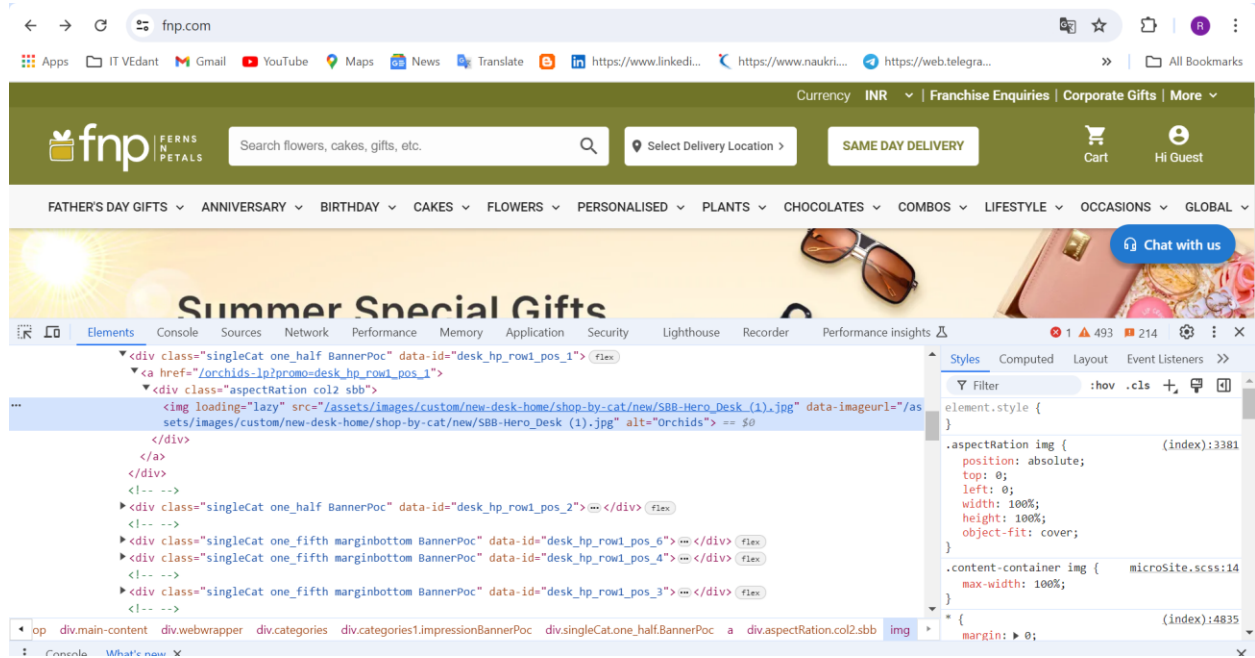 fnp.com
Apps IT VEdant Gmail YouTube Maps News Translate https://www.linkedi... https://www.naukri.... https://web.telegra... » All Bookmarks
Currency INR | Franchise Enquiries | Corporate Gifts | More
fnp FERNS N PETALS
Search flowers, cakes, gifts, etc.
Select Delivery Location >
SAME DAY DELIVERY
Cart
Hi Guest
FATHER'S DAY GIFTS ANNIVERSARY BIRTHDAY CAKES FLOWERS PERSONALISED PLANTS CHOCOLATES COMBOS LIFESTYLE OCCASIONS GLOBAL
Chat with us
Summer Special Gifts
Elements Console Sources Network Performance Memory Application Security Lighthouse Recorder Performance insights 1 493 214
<div class="singleCat one_half BannerPoc" data-id="desk_hp_row1_pos_1"> flex
<a href="/orchids-lp?promo=desk_hp_row1_pos_1">
<div class="aspectRation col2 sbb">
<img loading="lazy" src="/assets/images/custom/new-desk-home/shop-by-cat/new/SBB-Hero_Desk (1).jpg" data-imageurl="/as
sets/images/custom/new-desk-home/shop-by-cat/new/SBB-Hero_Desk (1).jpg" alt="Orchids"> == $0
</div>
</a>
</div>
<!-- -->
<div class="singleCat one_half BannerPoc" data-id="desk_hp_row1_pos_2"> ... </div> flex
<!-- -->
<div class="singleCat one_fifth marginbottom BannerPoc" data-id="desk_hp_row1_pos_6"> ... </div> flex
<div class="singleCat one_fifth marginbottom BannerPoc" data-id="desk_hp_row1_pos_4"> ... </div> flex
<!-- -->
<div class="singleCat one_fifth marginbottom BannerPoc" data-id="desk_hp_row1_pos_3"> ... </div> flex
<!-- -->
op div.main-content div.webwrapper div.categories div.categories1.impressionBannerPoc div.singleCat.one_half.BannerPoc a div.aspectRation.col2.sbb img
Styles Computed Layout Event Listeners
Filter :hov .cls
element.style {
}
.aspectRation img { (index):3381
position: absolute;
top: 0;
left: 0;
width: 100%;
height: 100%;
object-fit: cover;
}
.content-container img { microSite.scss:14
max-width: 100%;
}
* { (index):4835
margin: 0;
Console What's new